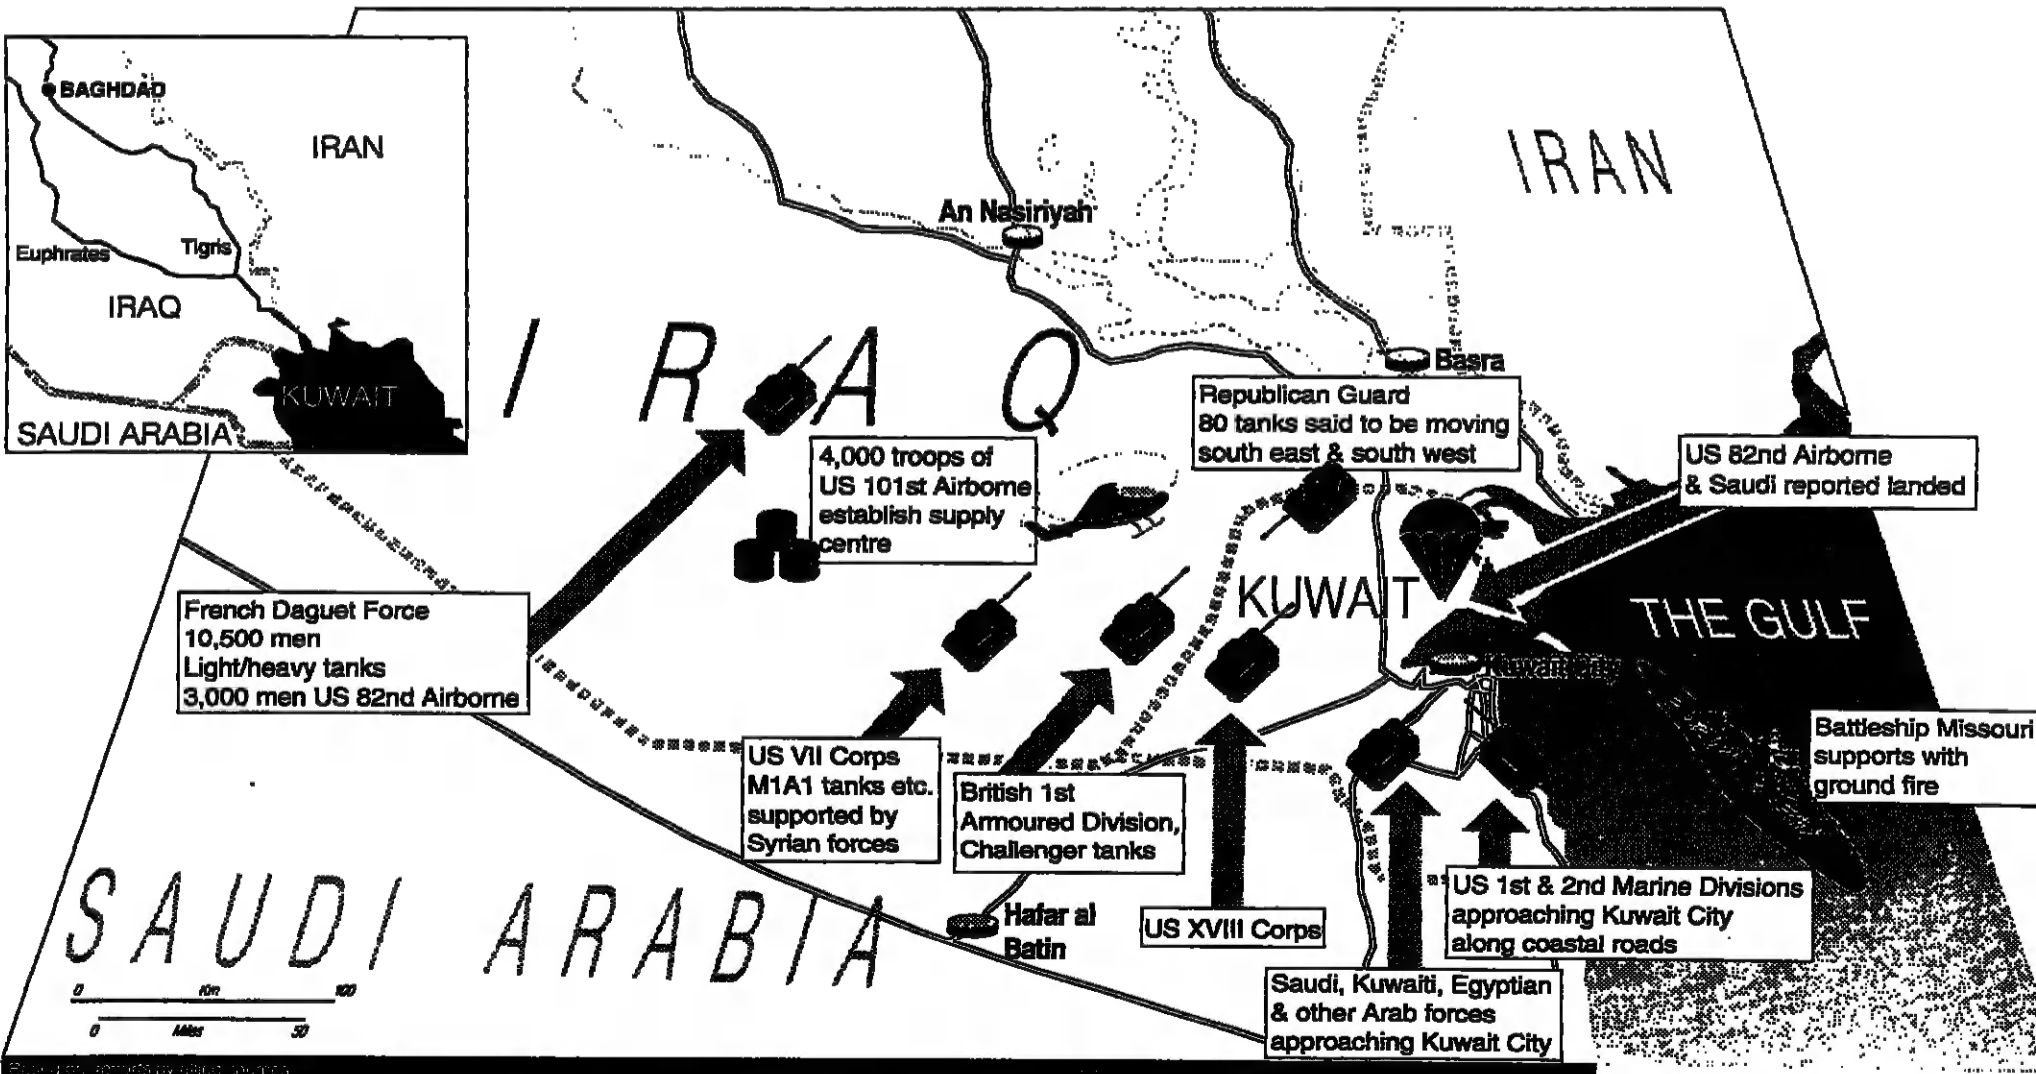 BAGHDAD
IRAN
Euphrates
Tigris
IRAQ
KUWAIT
SAUDI ARABIA
IRAN
An Nasiriyah
IRAQ
Basra
Republican Guard
80 tanks said to be moving
south east & south west
US 82nd Airborne
& Saudi reported landed
4,000 troops of
US 101st Airborne
establish supply
centre
KUWAIT
THE GULF
French Daguet Force
10,500 men
Light/heavy tanks
3,000 men US 82nd Airborne
Kuwait City
Battleship Missouri
supports with
ground fire
US VII Corps
M1A1 tanks etc.
supported by
Syrian forces
British 1st
Armoured Division,
Challenger tanks
US 1st & 2nd Marine Divisions
approaching Kuwait City
along coastal roads
SAUDI ARABIA
Hafar al
Batin
US XVIII Corps
Saudi, Kuwaiti, Egyptian
& other Arab forces
approaching Kuwait City
0 Km 100
0 Miles 50